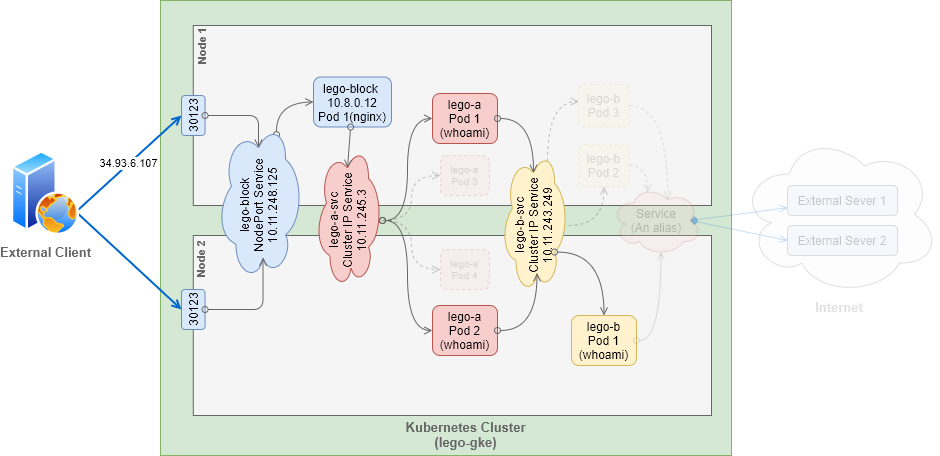 Node 1
30123
lego-block
10.8.0.12
Pod 1(nginx)
lego-a
Pod 1
(whoami)
lego-b
Pod 3
34.93.6.107
lego-block
NodePort Service
10.11.248.125
lego-a-svc
Cluster IP Service
10.11.245.3
lego-a
Pod 3
lego-b-svc
Cluster IP Service
10.11.243.249
lego-b
Pod 2
Service
(An alias)
External Sever 1
External Sever 2
Internet
External Client
Node 2
30123
lego-a
Pod 4
lego-a
Pod 2
(whoami)
lego-b
Pod 1
(whoami)
Kubernetes Cluster
(lego-gke)